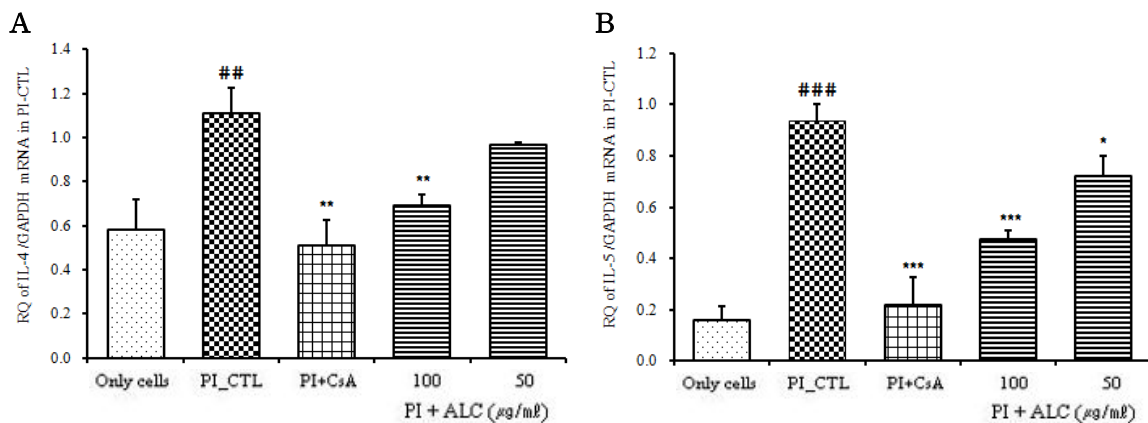 A
RQ of IL-4/GAPDH mRNA in PI-CTL
1.4
1.2
1.0
0.8
0.6
0.4
0.2
0.0
##
**
**
Only cells PI_CTL PI+CsA 100 50
PI + ALC (㎍/㎖)
B
RQ of IL-5/GAPDH mRNA in PI-CTL
1.2
1.0
0.8
0.6
0.4
0.2
0.0
###
***
***
*
Only cells PI_CTL PI+CsA 100 50
PI + ALC (㎍/㎖)